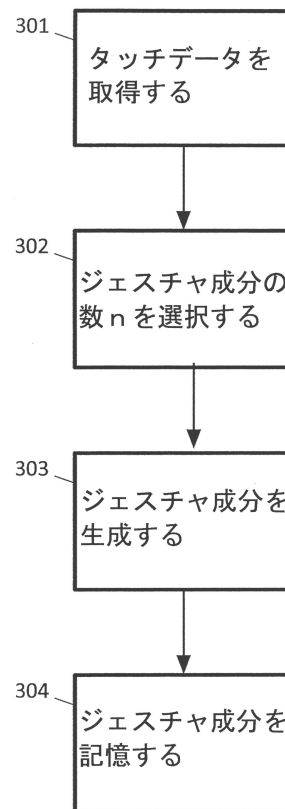 301
タッチデータを
取得する
302
ジェスチャ成分の
数ｎを選択する
303
ジェスチャ成分を
生成する
304
ジェスチャ成分を
記憶する